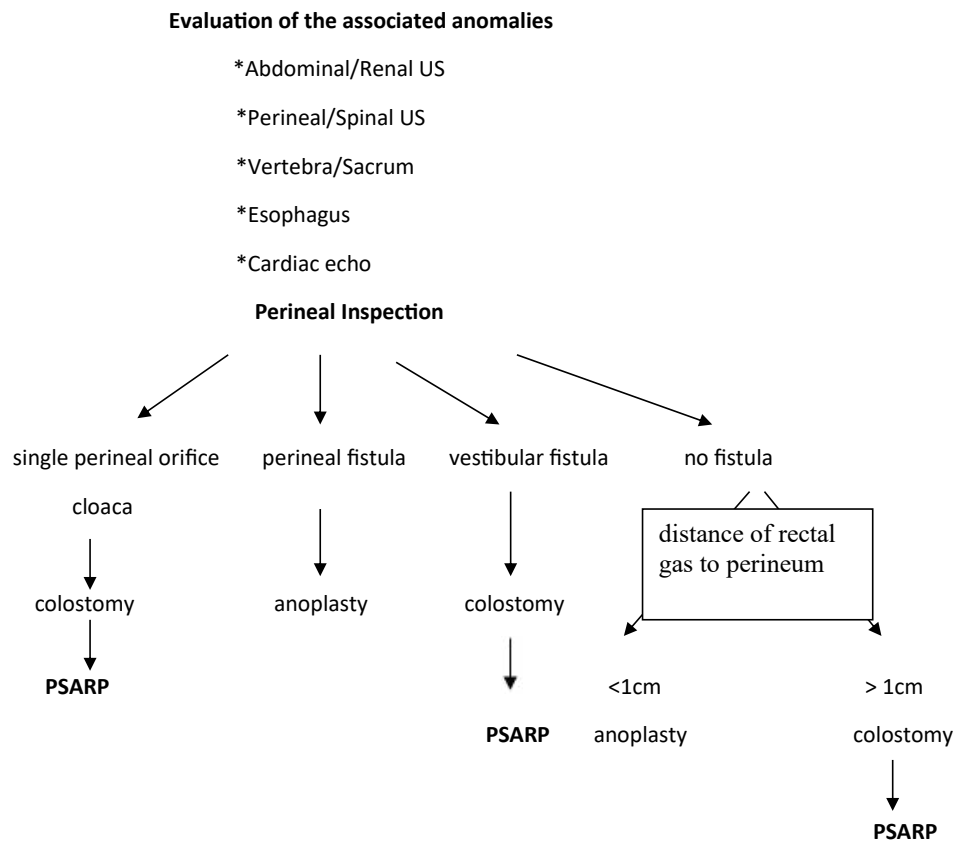 Evaluation of the associated anomalies
*Abdominal/Renal US
*Perineal/Spinal US
*Vertebra/Sacrum
*Esophagus
*Cardiac echo
Perineal Inspection
single perineal orifice
cloaca
colostomy
PSARP
perineal fistula
anoplasty
vestibular fistula
colostomy
PSARP
no fistula
distance of rectal
gas to perineum
<1cm
anoplasty
> 1cm
colostomy
PSARP